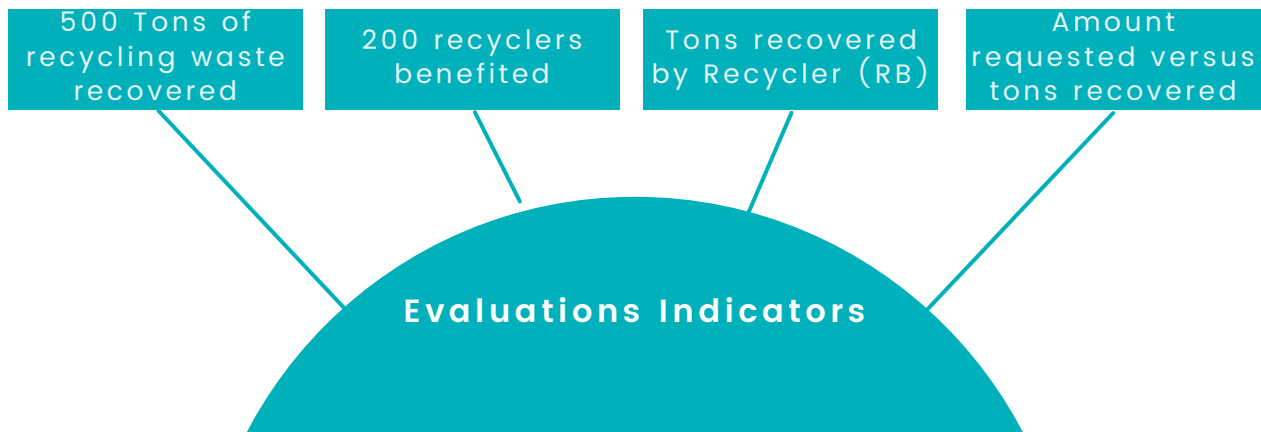 500 Tons of
recycling waste
recovered
200 recyclers
benefited
Tons recovered
by Recycler (RB)
Amount
requested versus
tons recovered
Evaluations Indicators